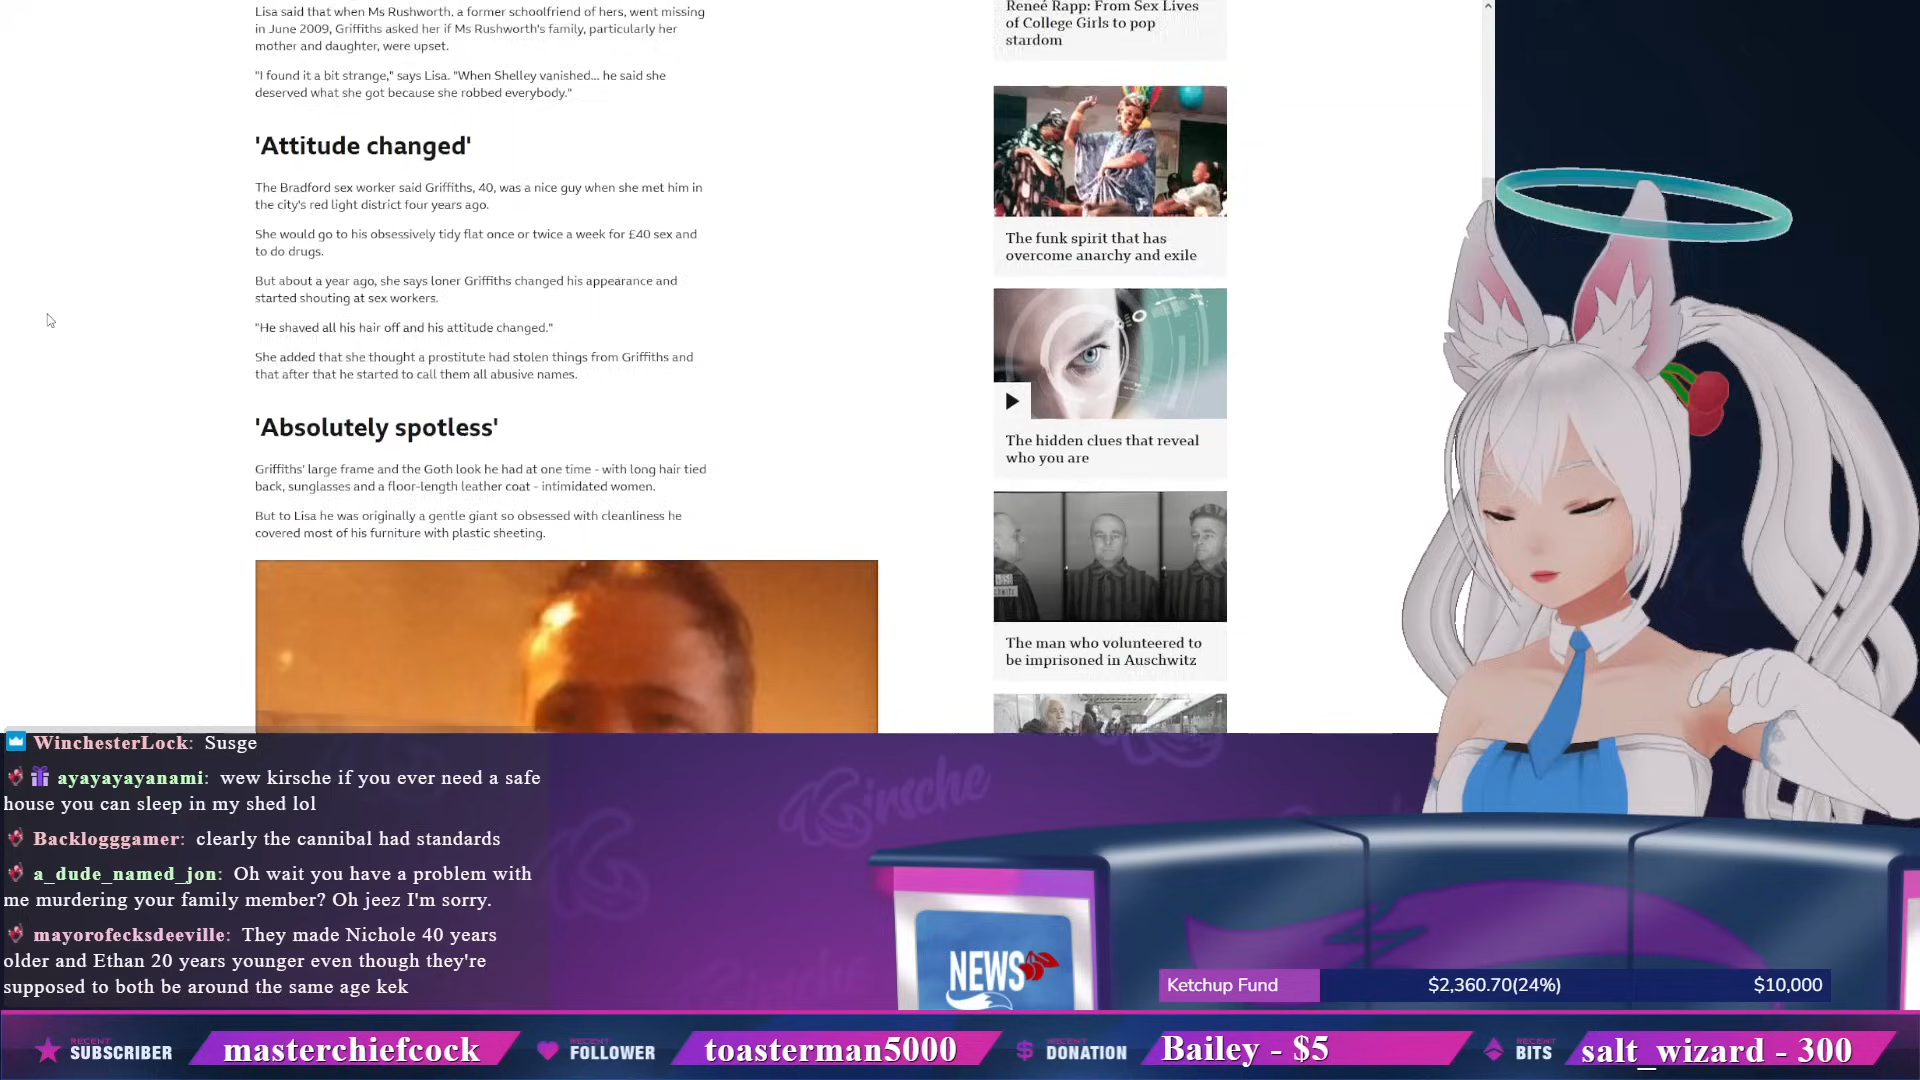 Lisa said that when Ms Rushworth, a former schoolfriend of hers, went missing
in June 2009, Griffiths asked her if Ms Rushworth's family, particularly her
mother and daughter, were upset.
"I found it a bit strange," says Lisa. "When Shelley vanished... he said she
deserved what she got because she robbed everybody."
'Attitude changed'
The Bradford sex worker said Griffiths, 40, was a nice guy when she met him in
the city's red light district four years ago.
She would go to his obsessively tidy flat once or twice a week for £40 sex and
to do drugs.
But about a year ago, she says loner Griffiths changed his appearance and
started shouting at sex workers.
"He shaved all his hair off and his attitude changed."
She added that she thought a prostitute had stolen things from Griffiths and
that after that he started to call them all abusive names.
'Absolutely spotless'
Griffiths' large frame and the Goth look he had at one time - with long hair tied
back, sunglasses and a floor-length leather coat - intimidated women.
But to Lisa he was originally a gentle giant so obsessed with cleanliness he
covered most of his furniture with plastic sheeting.
Reneé Rapp: From Sex Lives
of College Girls to pop
stardom
The funk spirit that has
overcome anarchy and exile
The hidden clues that reveal
who you are
The man who volunteered to
be imprisoned in Auschwitz
WinchesterLock: Susge
ayayayayanami: wew kirsche if you ever need a safe
house you can sleep in my shed lol
Backlogggamer: clearly the cannibal had standards
a_dude_named_jon: Oh wait you have a problem with
me murdering your family member? Oh jeez I'm sorry.
mayorofecksdeeville: They made Nichole 40 years
older and Ethan 20 years younger even though they're
supposed to both be around the same age kek
Kirsche
NEWS
Ketchup Fund $2,360.70(24%) $10,000
RECENT SUBSCRIBER masterchiefcock RECENT FOLLOWER toasterman5000 RECENT DONATION Bailey - $5 RECENT BITS salt_wizard - 300